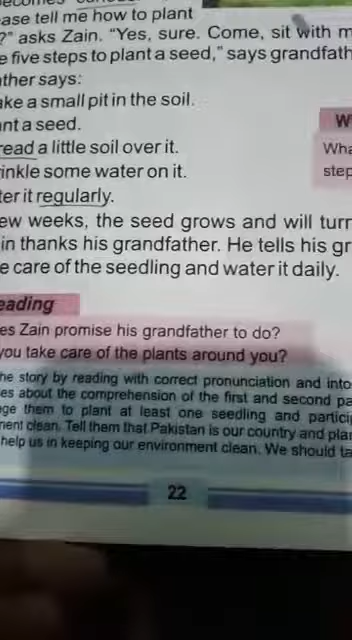 ase tell me how to plant
?" asks Zain. "Yes, sure. Come, sit with m
e five steps to plant a seed," says grandfath
ther says:
ake a small pit in the soil.
nt a seed.
W
read a little soil over it.
Wha
inkle some water on it.
step
ter it regularly.
ew weeks, the seed grows and will turn
in thanks his grandfather. He tells his gr
e care of the seedling and water it daily.
eading
es Zain promise his grandfather to do?
you take care of the plants around you?
he story by reading with correct pronunciation and into
es about the comprehension of the first and second pa
ge them to plant at least one seedling and particip
ment clean. Tell them that Pakistan is our country and plan
help us in keeping our environment clean. We should ta
22